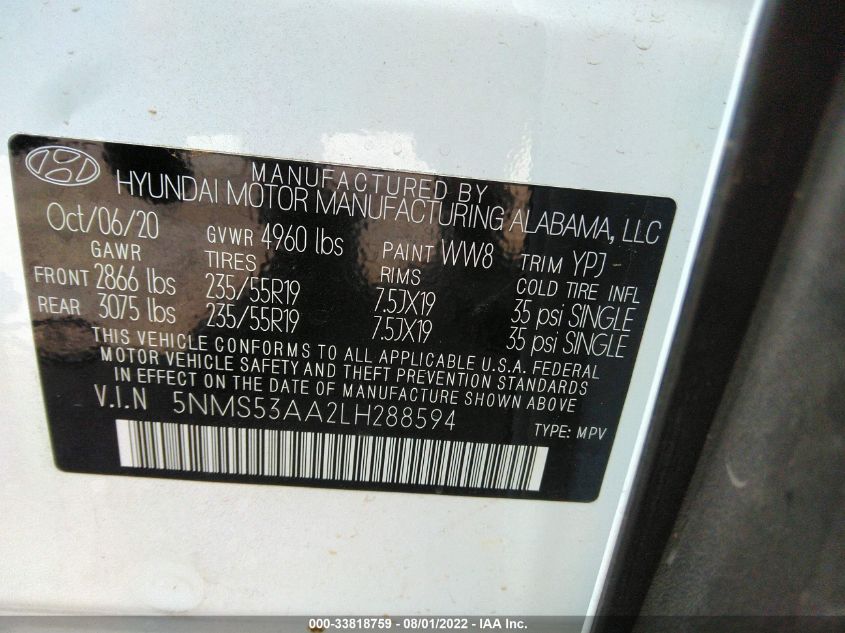 MANUFACTURED BY
HYUNDAI MOTOR MANUFACTURING ALABAMA, LLC
Oct/06/20 GVWR 4960 lbs PAINT WW8 TRIM YPJ
GAWR TIRES RIMS COLD TIRE INFL
FRONT 2866 lbs 235/55R19 7.5JX19 35 psi SINGLE
REAR 3075 lbs 235/55R19 7.5JX19 35 psi SINGLE
THIS VEHICLE CONFORMS TO ALL APPLICABLE U.S.A. FEDERAL
MOTOR VEHICLE SAFETY AND THEFT PREVENTION STANDARDS
IN EFFECT ON THE DATE OF MANUFACTURE SHOWN ABOVE
V.I.N 5NMS53AA2LH288594 TYPE: MPV
000-33818759 - 08/01/2022 - IAA Inc.